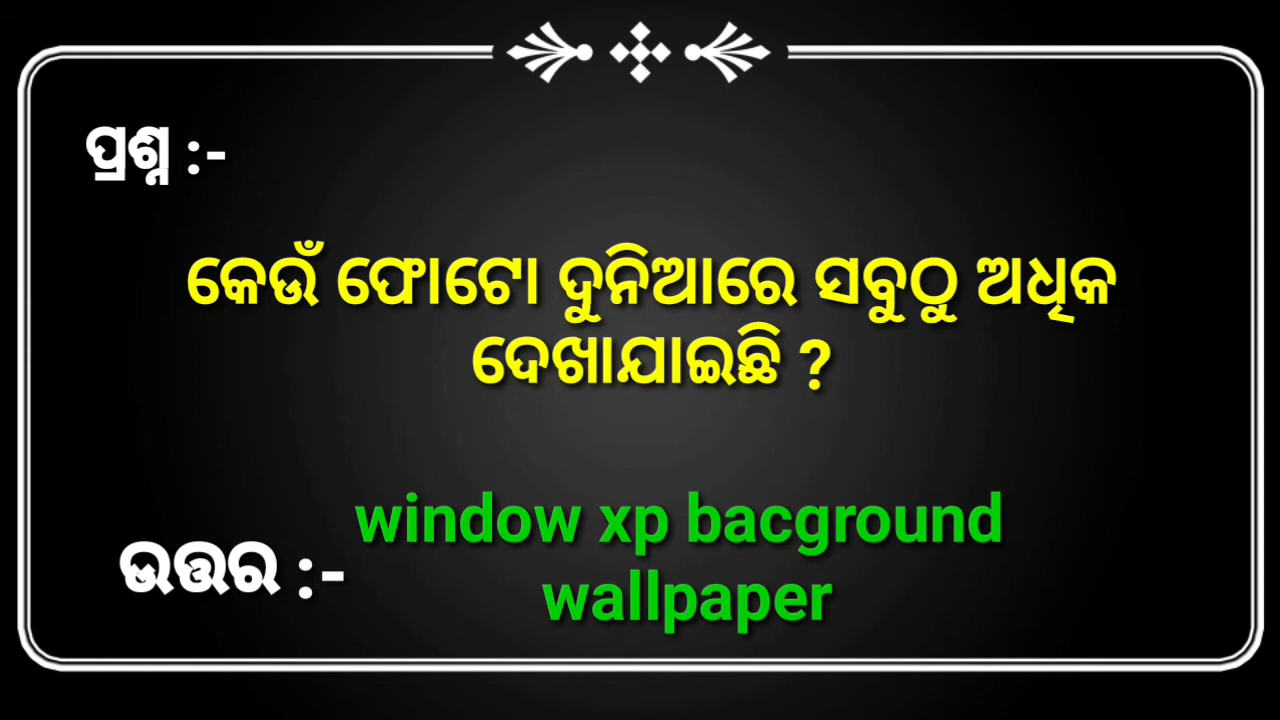 ପ୍ରଶ୍ନ :-
କେଉଁ ଫୋଟୋ ଦୁନିଆରେ ସବୁଠୁ ଅଧିକ
ଦେଖାଯାଇଛି ?
window xp bacground
wallpaper
ଉତ୍ତର :-